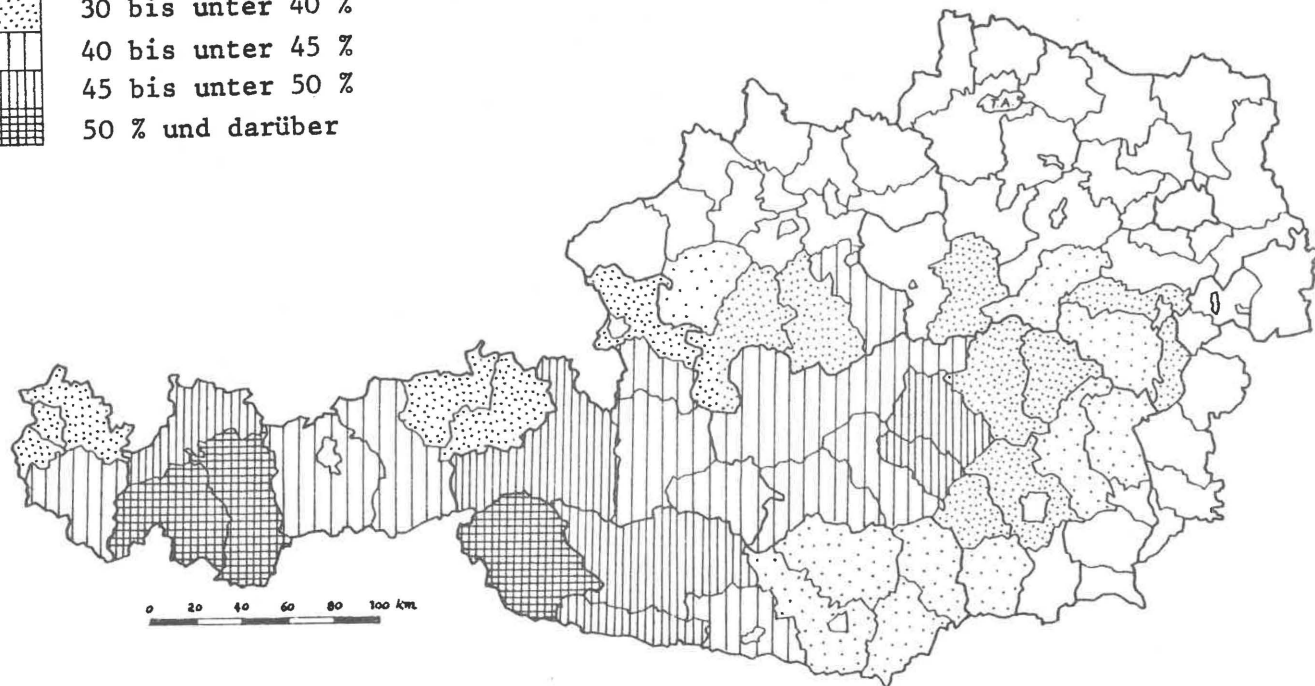 30 bis unter 40 %
40 bis unter 45 %
45 bis unter 50 %
50 % und darüber
T.A.
0 20 40 60 80 100 km